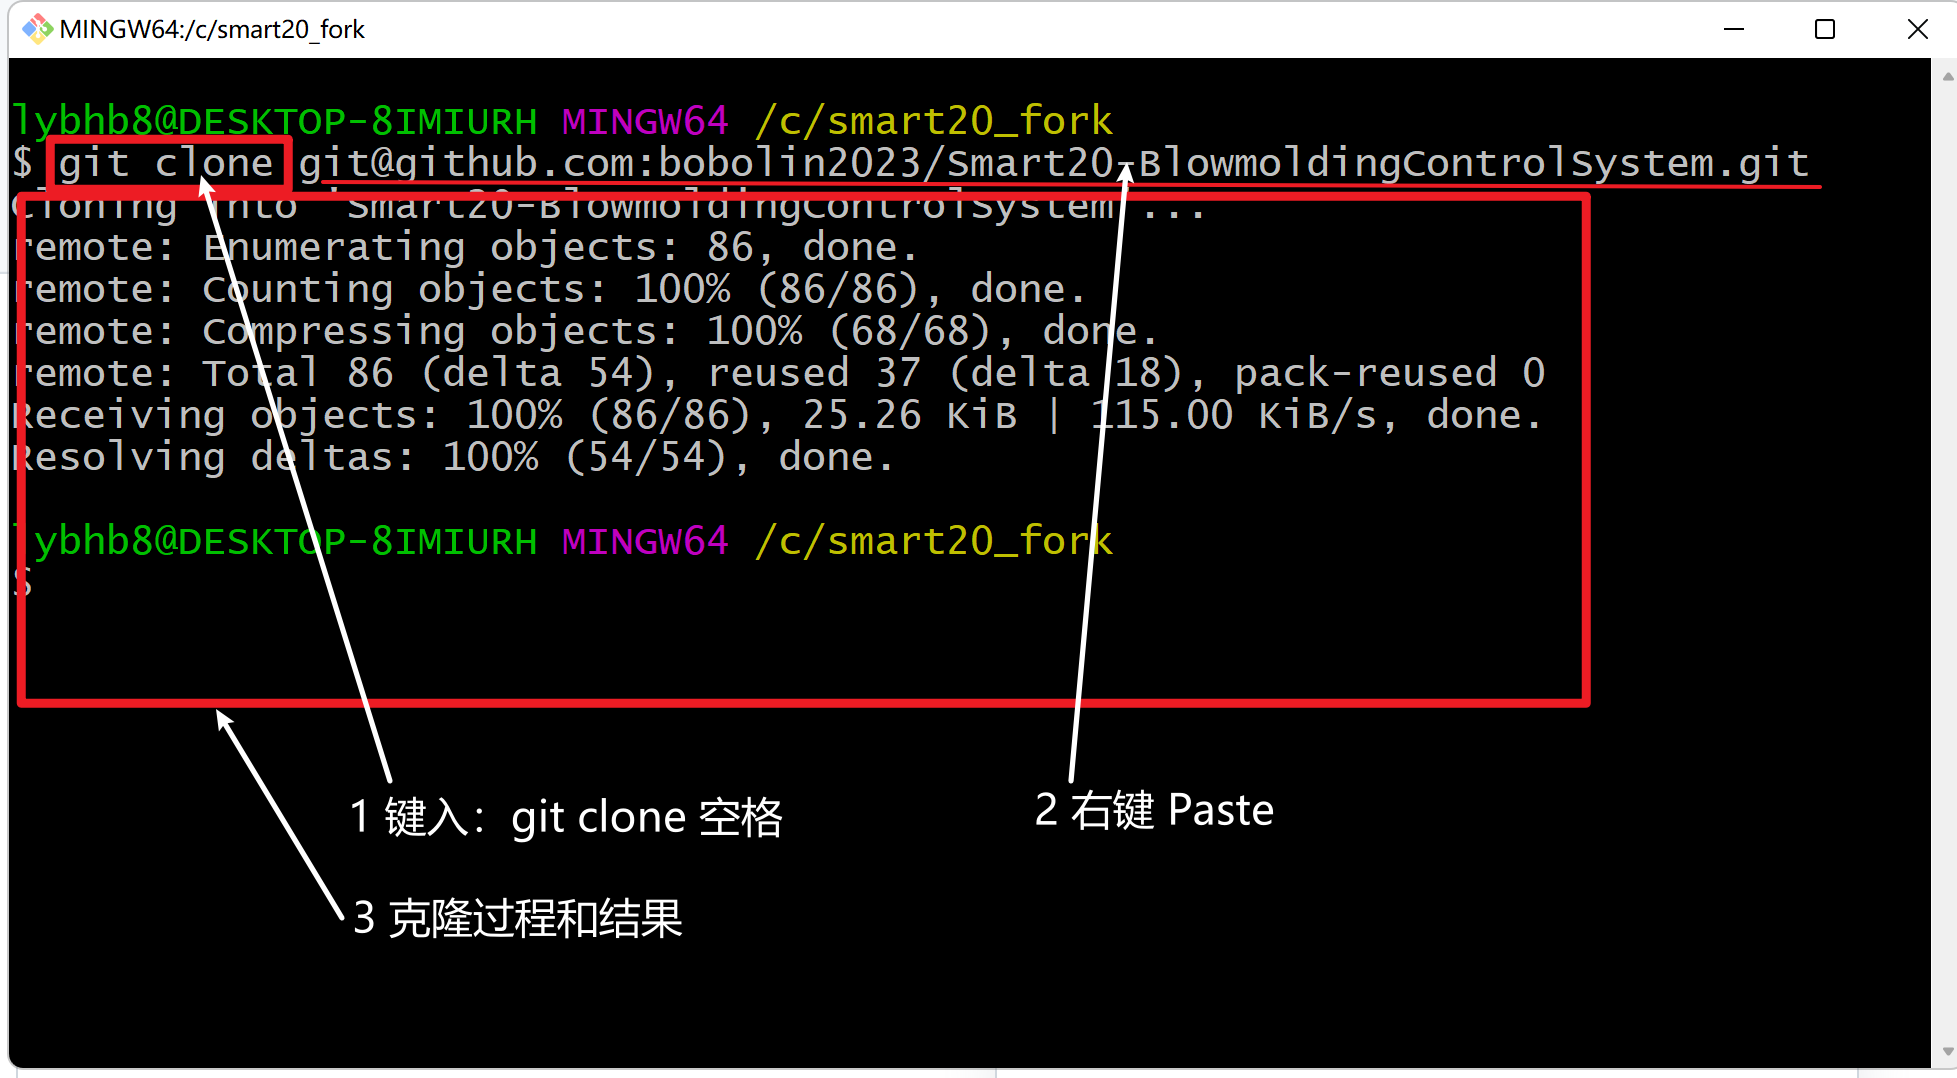 MINGW64:/c/smart20_fork
lybhb8@DESKTOP-8IMIURH MINGW64 /c/smart20_fork
$ git clone git@github.com:bobolin2023/Smart20-BlowmoldingControlSystem.git
Cloning into 'Smart20-BlowmoldingControlSystem'...
remote: Enumerating objects: 86, done.
remote: Counting objects: 100% (86/86), done.
remote: Compressing objects: 100% (68/68), done.
remote: Total 86 (delta 54), reused 37 (delta 18), pack-reused 0
Receiving objects: 100% (86/86), 25.26 KiB | 115.00 KiB/s, done.
Resolving deltas: 100% (54/54), done.
lybhb8@DESKTOP-8IMIURH MINGW64 /c/smart20_fork
$
1 键入：git clone 空格
2 右键 Paste
3 克隆过程和结果